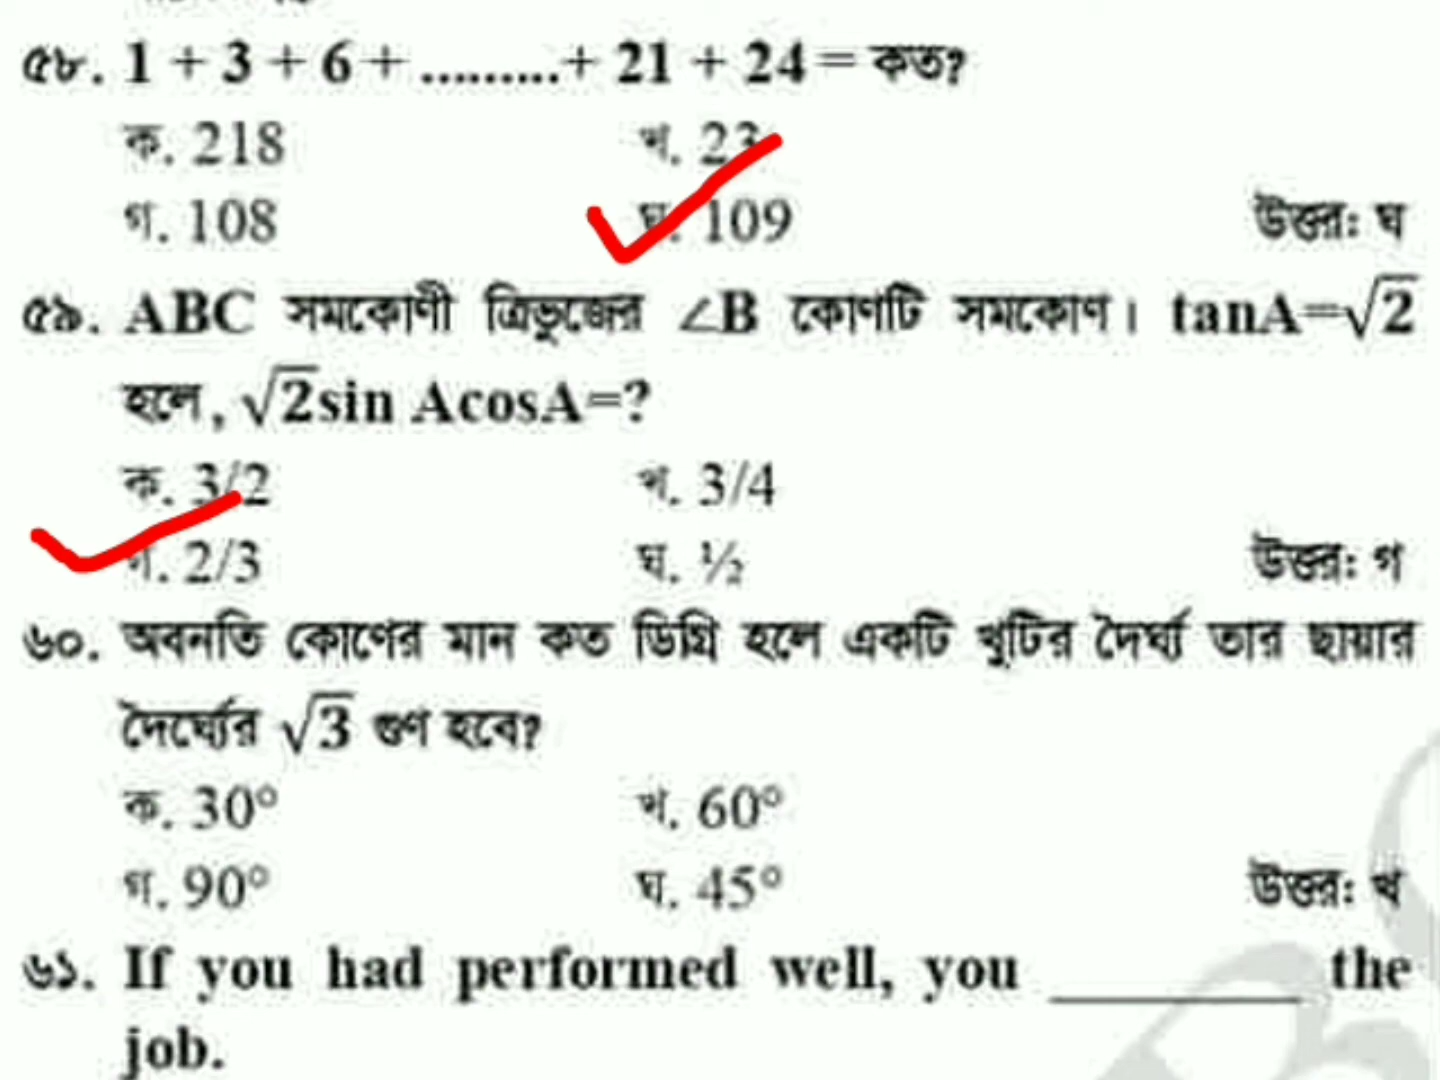 ৫৮. 1 + 3 + 6 + .........+ 21 + 24 = কত?
ক. 218 খ. 23
গ. 108 ঘ. 109 উত্তর: ঘ
৫৯. ABC সমকোণী ত্রিভুজের ∠B কোণটি সমকোণ। tanA=√2
হলে, √2sin AcosA=?
ক. 3/2 খ. 3/4
গ. 2/3 ঘ. ½ উত্তর: গ
৬০. অবনতি কোণের মান কত ডিগ্রি হলে একটি খুটির দৈর্ঘ্য তার ছায়ার
দৈর্ঘ্যের √3 গুণ হবে?
ক. 30° খ. 60°
গ. 90° ঘ. 45° উত্তর: খ
৬১. If you had performed well, you ________ the
job.